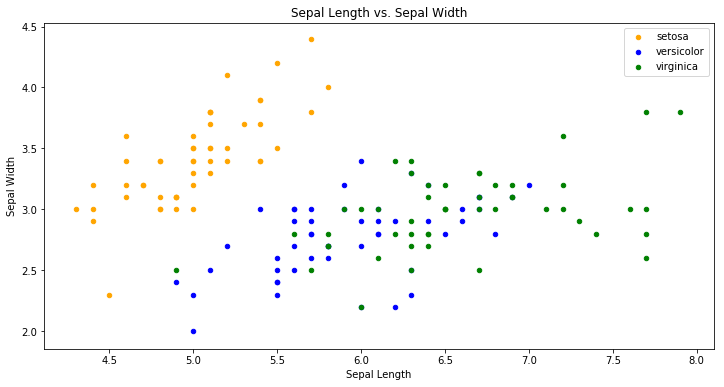 Sepal Length vs. Sepal Width
setosa
versicolor
virginica
Sepal Width
4.5
4.0
3.5
3.0
2.5
2.0
4.5 5.0 5.5 6.0 6.5 7.0 7.5 8.0
Sepal Length